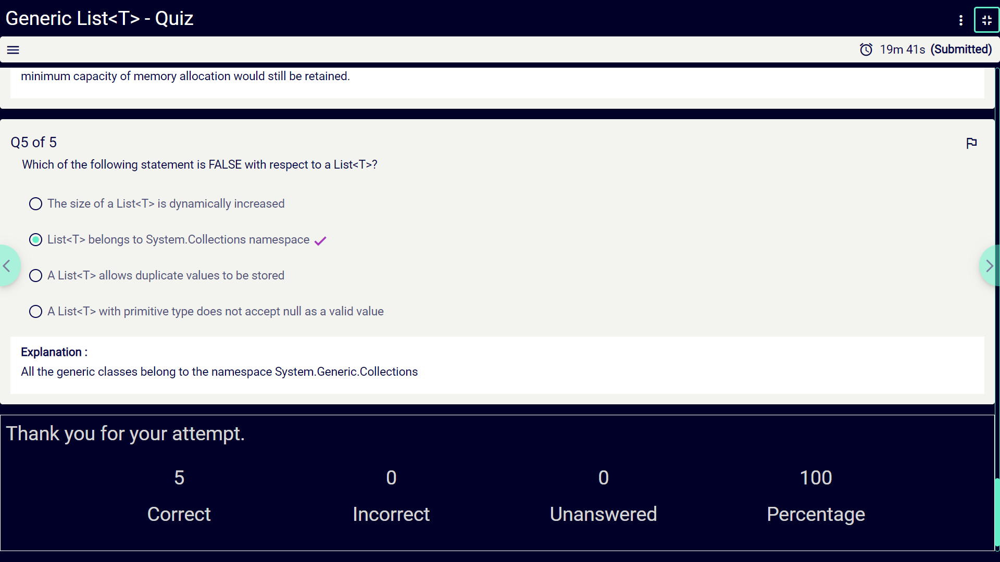 Generic List<T> - Quiz
19m 41s (Submitted)
minimum capacity of memory allocation would still be retained.
Q5 of 5
Which of the following statement is FALSE with respect to a List<T>?
The size of a List<T> is dynamically increased
List<T> belongs to System.Collections namespace
A List<T> allows duplicate values to be stored
A List<T> with primitive type does not accept null as a valid value
Explanation :
All the generic classes belong to the namespace System.Generic.Collections
Thank you for your attempt.
5 0 0 100
Correct Incorrect Unanswered Percentage